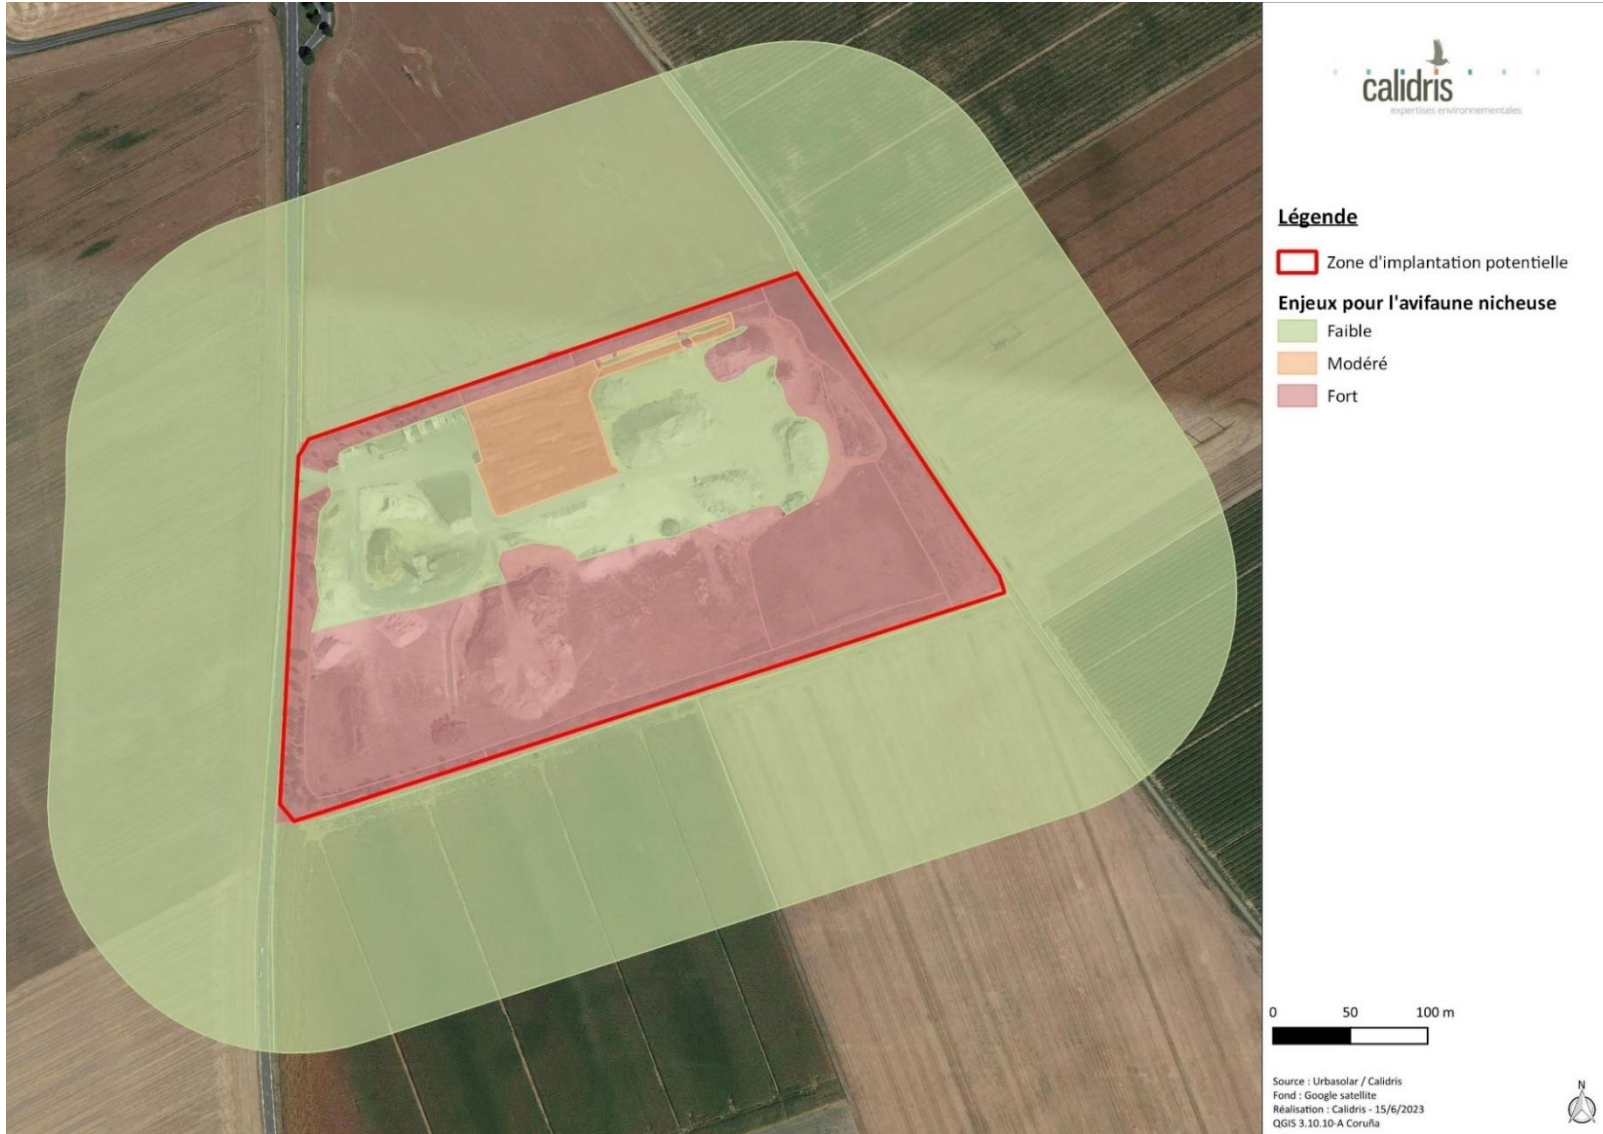 calidris
expertises environnementales
Légende
Zone d'implantation potentielle
Enjeux pour l'avifaune nicheuse
Faible
Modéré
Fort
0 50 100 m
Source : Urbasolar / Calidris
Fond : Google satellite
Réalisation : Calidris - 15/6/2023
QGIS 3.10.10-A Coruña
N